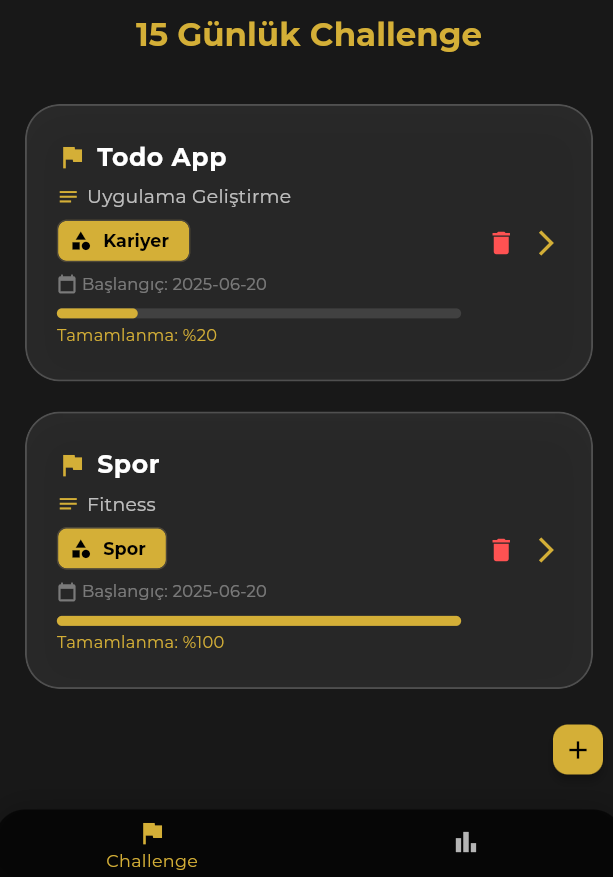 15 Günlük Challenge
Todo App
Uygulama Geliştirme
Kariyer
Başlangıç: 2025-06-20
Tamamlanma: %20
Spor
Fitness
Spor
Başlangıç: 2025-06-20
Tamamlanma: %100
Challenge